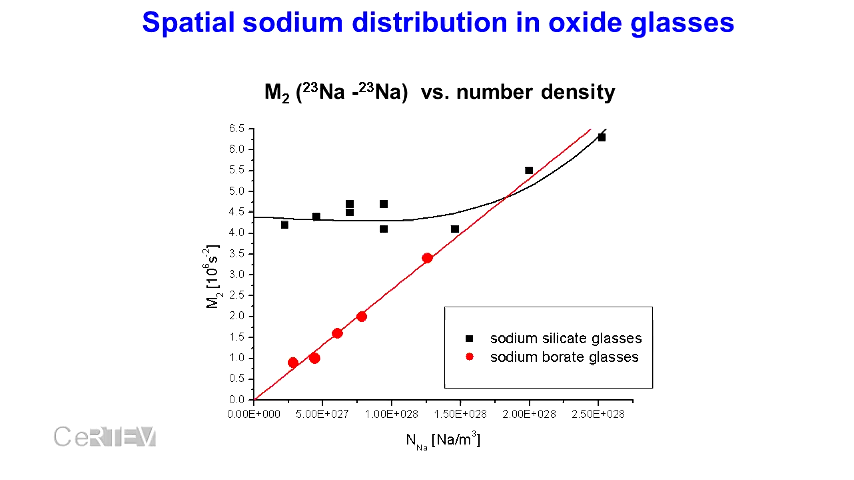 Spatial sodium distribution in oxide glasses
M2 (23Na -23Na) vs. number density
6.5
6.0
5.5
5.0
4.5
4.0
3.5
3.0
2.5
2.0
1.5
1.0
0.5
0.0
M2 [10^6s^-2]
sodium silicate glasses
sodium borate glasses
0.00E+000 5.00E+027 1.00E+028 1.50E+028 2.00E+028 2.50E+028
NNa [Na/m^3]
CeRTEV